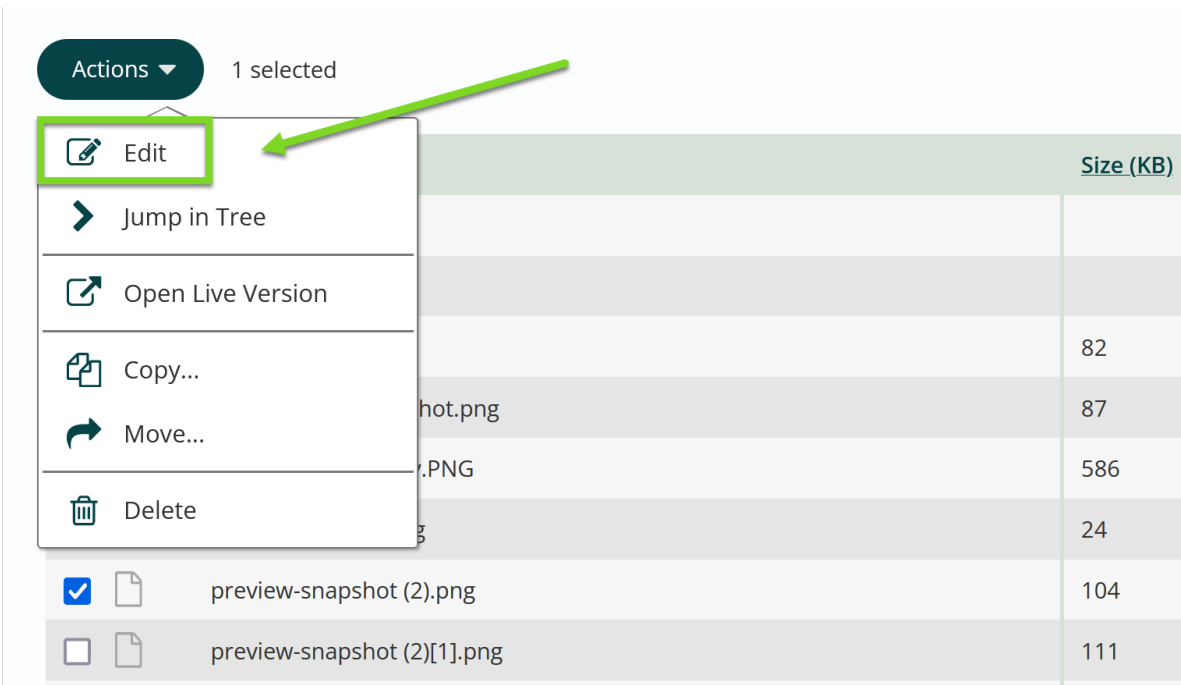 Actions
1 selected
Edit
Size (KB)
Jump in Tree
Open Live Version
82
Copy...
hot.png
87
Move...
.PNG
586
Delete
24
preview-snapshot (2).png
104
preview-snapshot (2)[1].png
111